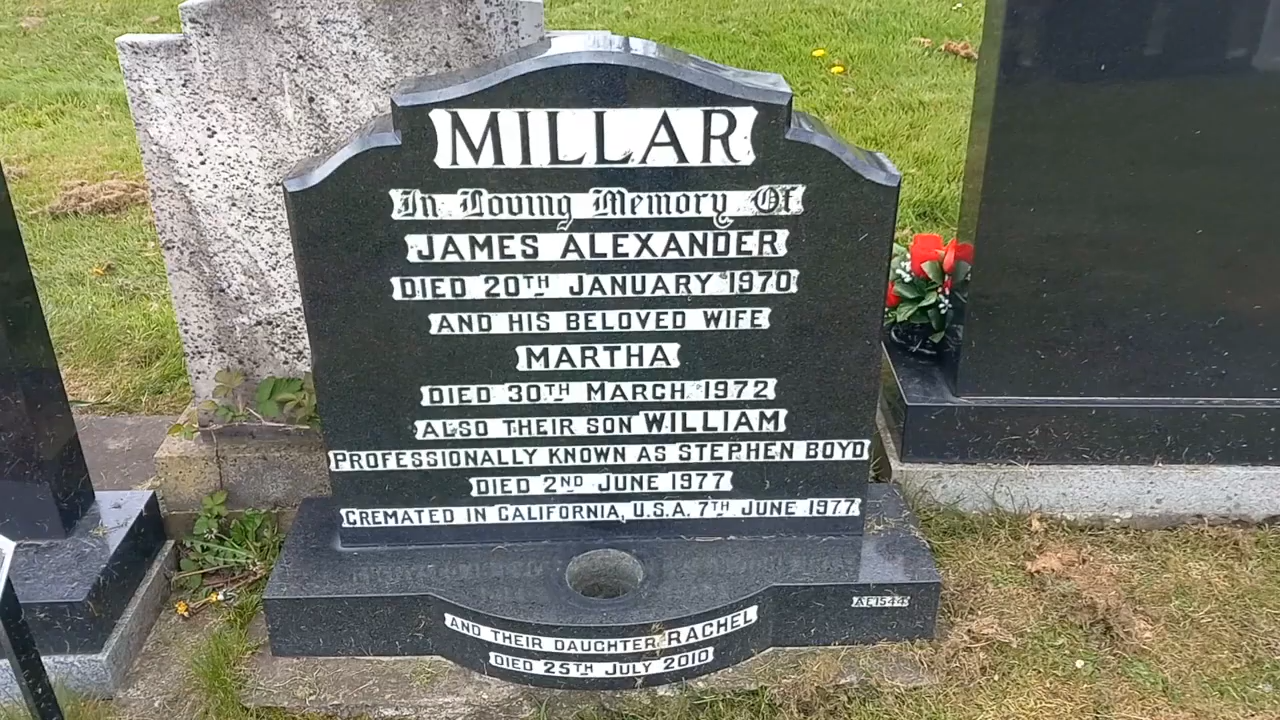 MILLAR
In Loving Memory Of
JAMES ALEXANDER
DIED 20TH JANUARY 1970
AND HIS BELOVED WIFE
MARTHA
DIED 30TH MARCH 1972
ALSO THEIR SON WILLIAM
PROFESSIONALLY KNOWN AS STEPHEN BOYD
DIED 2ND JUNE 1977
CREMATED IN CALIFORNIA, U.S.A. 7TH JUNE 1977
AE1544
AND THEIR DAUGHTER RACHEL
DIED 25TH JULY 2010